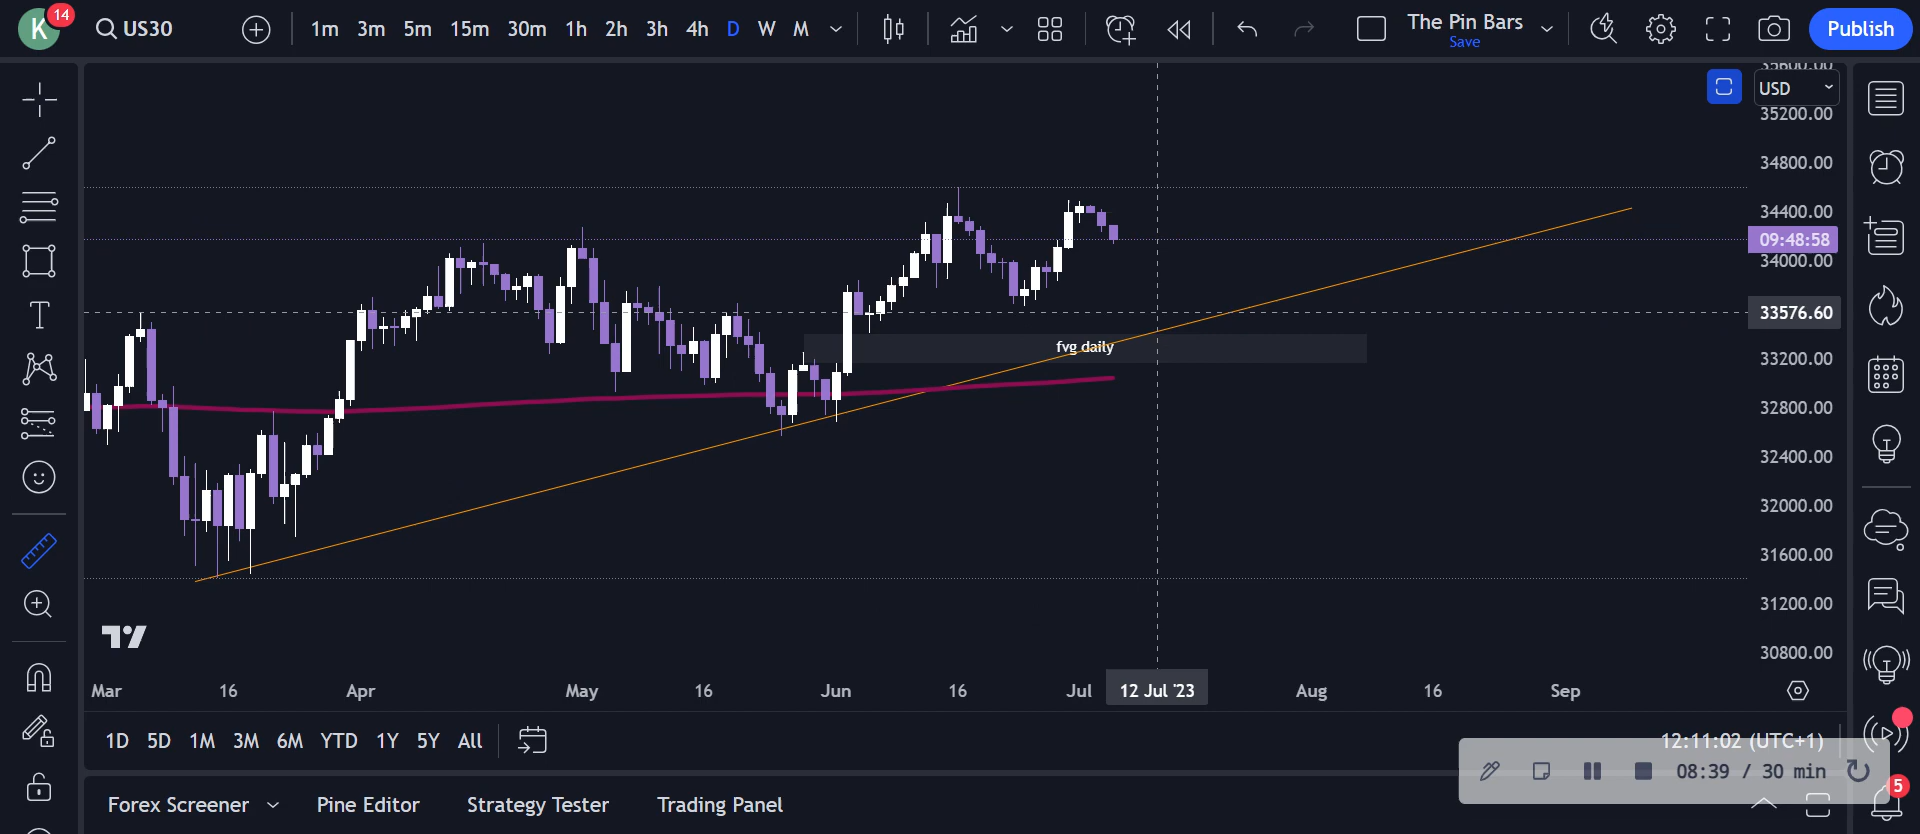 K
14
US30
1m 3m 5m 15m 30m 1h 2h 3h 4h D W M
The Pin Bars
Save
Publish
35600.00
USD
35200.00
34800.00
34400.00
09:48:58
34000.00
33576.60
fvg daily
33200.00
32800.00
32400.00
32000.00
31600.00
31200.00
30800.00
Mar 16 Apr May 16 Jun 16 Jul 12 Jul '23 Aug 16 Sep
1D 5D 1M 3M 6M YTD 1Y 5Y All
12:11:02 (UTC+1)
08:39 / 30 min
5
Forex Screener Pine Editor Strategy Tester Trading Panel